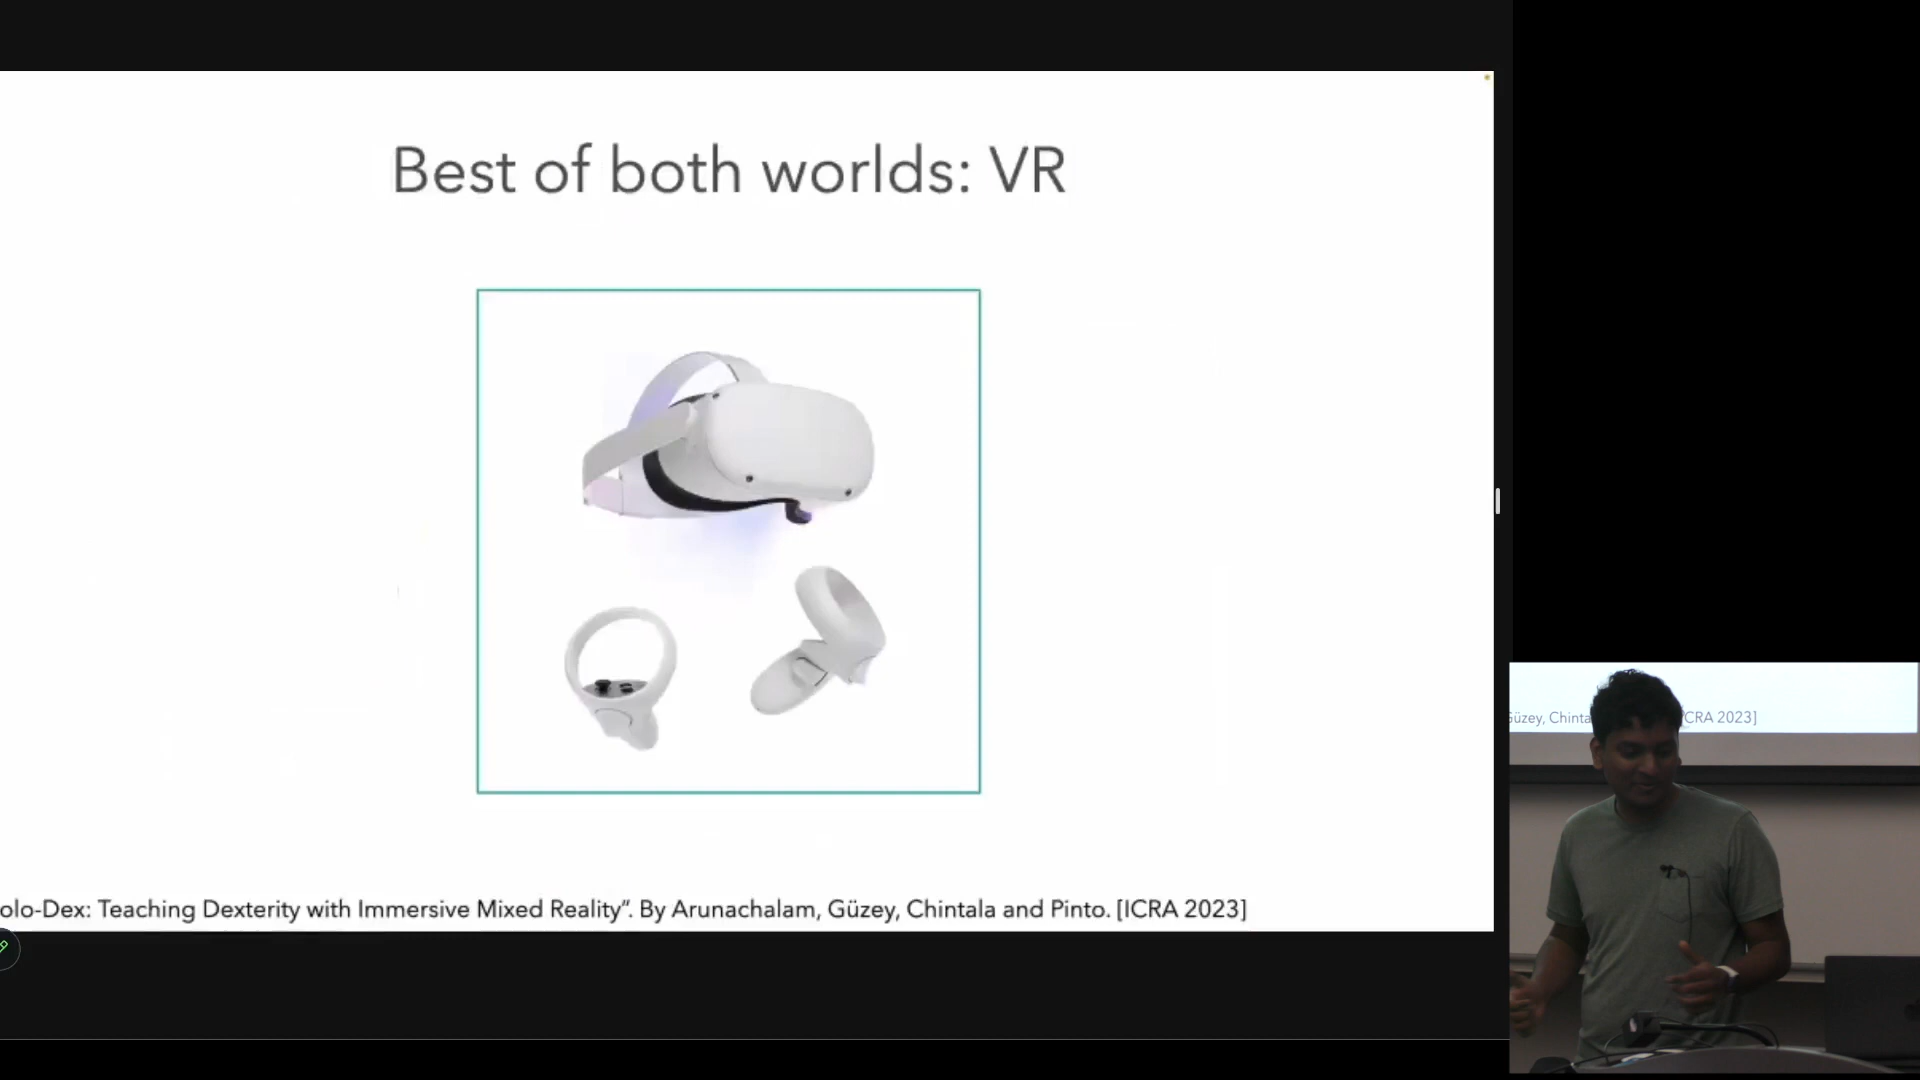 Best of both worlds: VR
olo-Dex: Teaching Dexterity with Immersive Mixed Reality”. By Arunachalam, Güzey, Chintala and Pinto. [ICRA 2023]
Güzey, Chinta CRA 2023]